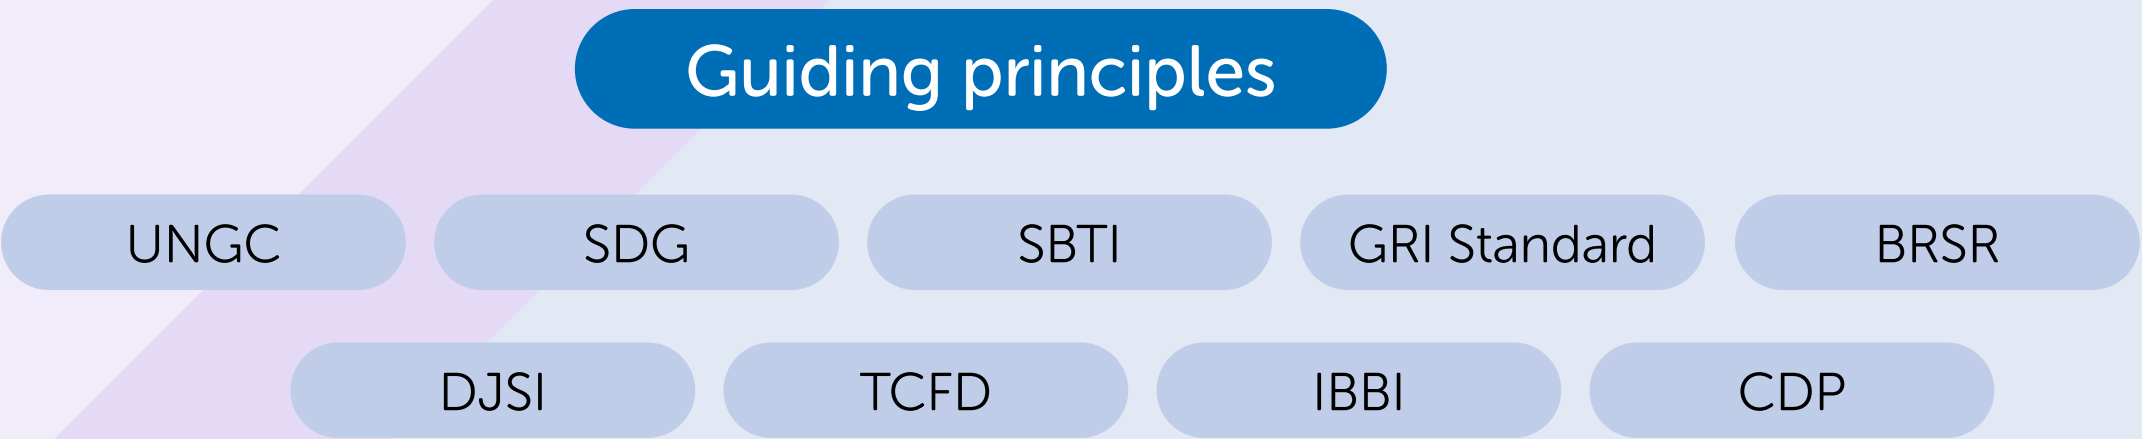 Guiding principles
UNGC SDG SBTI GRI Standard BRSR
DJSI TCFD IBBI CDP